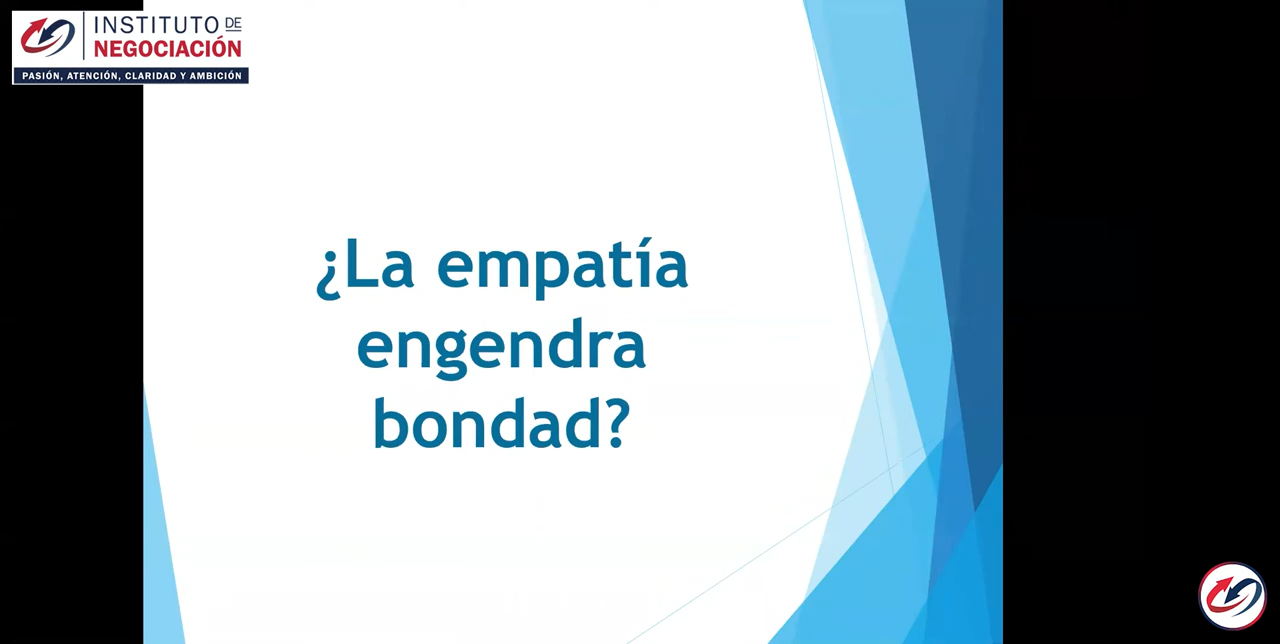 INSTITUTO DE
NEGOCIACIÓN
PASIÓN, ATENCIÓN, CLARIDAD Y AMBICIÓN
¿La empatía
engendra
bondad?